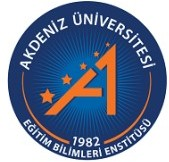 AKDENİZ ÜNİVERSİTESİ
1982
EĞİTİM BİLİMLERİ ENSTİTÜSÜ